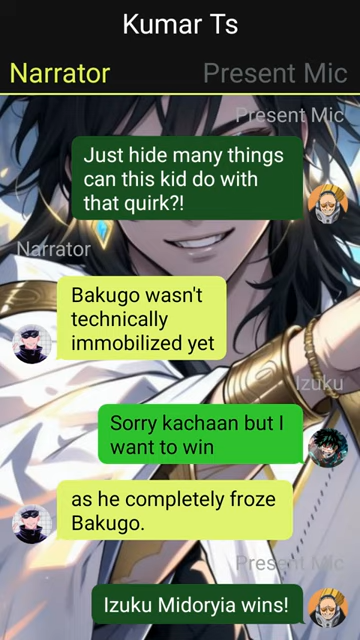 Kumar Ts
Narrator
Present Mic
Present Mic
Just hide many things
can this kid do with
that quirk?!
Narrator
Bakugo wasn't
technically
immobilized yet
Izuku
Sorry kachaan but I
want to win
as he completely froze
Bakugo.
Present Mic
Izuku Midoryia wins!